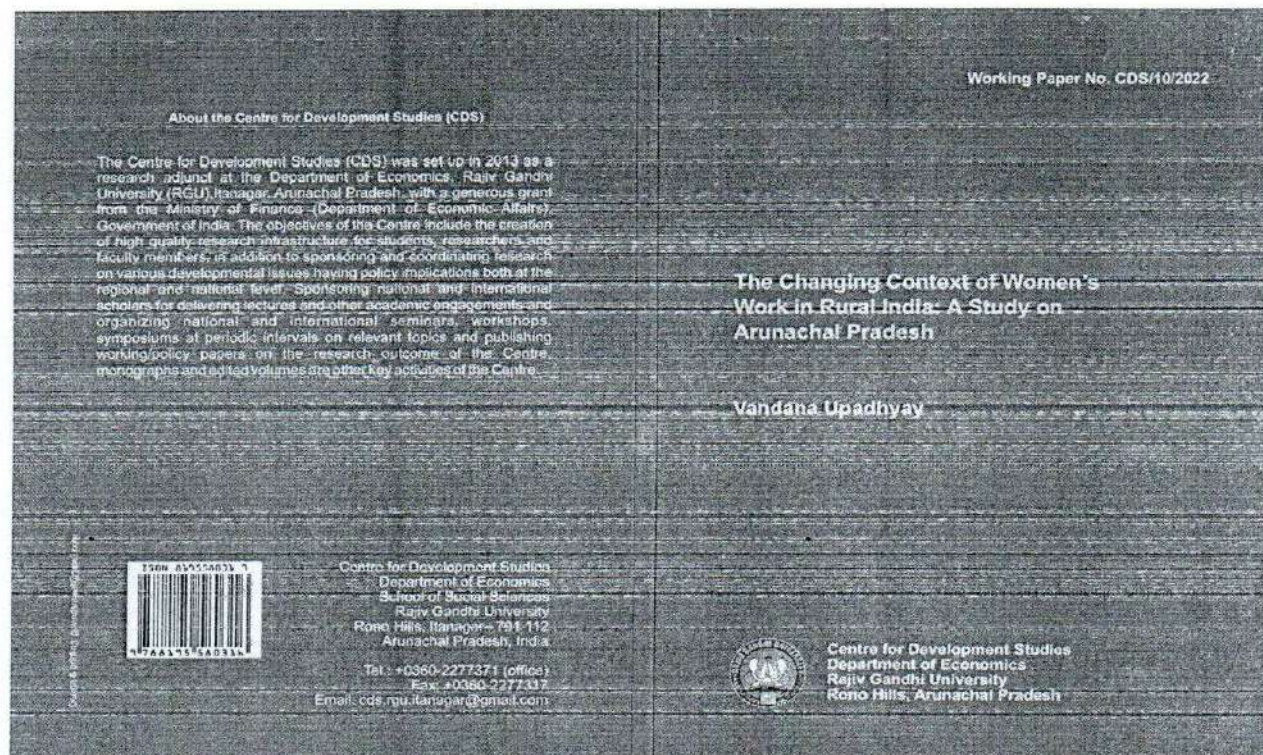 About the Centre for Development Studies (CDS)
The Centre for Development Studies (CDS) was set up in 2013 as a
research adjunct at the Department of Economics, Rajiv Gandhi
University (RGU),Itanagar, Arunachal Pradesh, with a generous grant
from the Ministry of Finance (Department of Economic Affairs),
Government of India. The objectives of the Centre include the creation
of high quality research infrastructure for students, researchers and
faculty members, in addition to sponsoring and coordinating research
on various developmental issues having policy implications both at the
regional and national level. Sponsoring national and international
scholars for delivering lectures and other academic engagements and
organizing national and international seminars, workshops,
symposiums at periodic intervals on relevant topics and publishing
working/policy papers on the research outcome of the Centre,
monographs and edited volumes are other key activities of the Centre.
ISBN
Centre for Development Studies
Department of Economics
School of Social Sciences
Rajiv Gandhi University
Rono Hills, Itanagar - 791 112
Arunachal Pradesh, India
Tel.: +0360-2277371 (office)
Fax: +0360-2277317
Email: cds.rgu.itanagar@gmail.com
Working Paper No. CDS/10/2022
The Changing Context of Women's
Work in Rural India: A Study on
Arunachal Pradesh
Vandana Upadhyay
Centre for Development Studies
Department of Economics
Rajiv Gandhi University
Rono Hills, Arunachal Pradesh